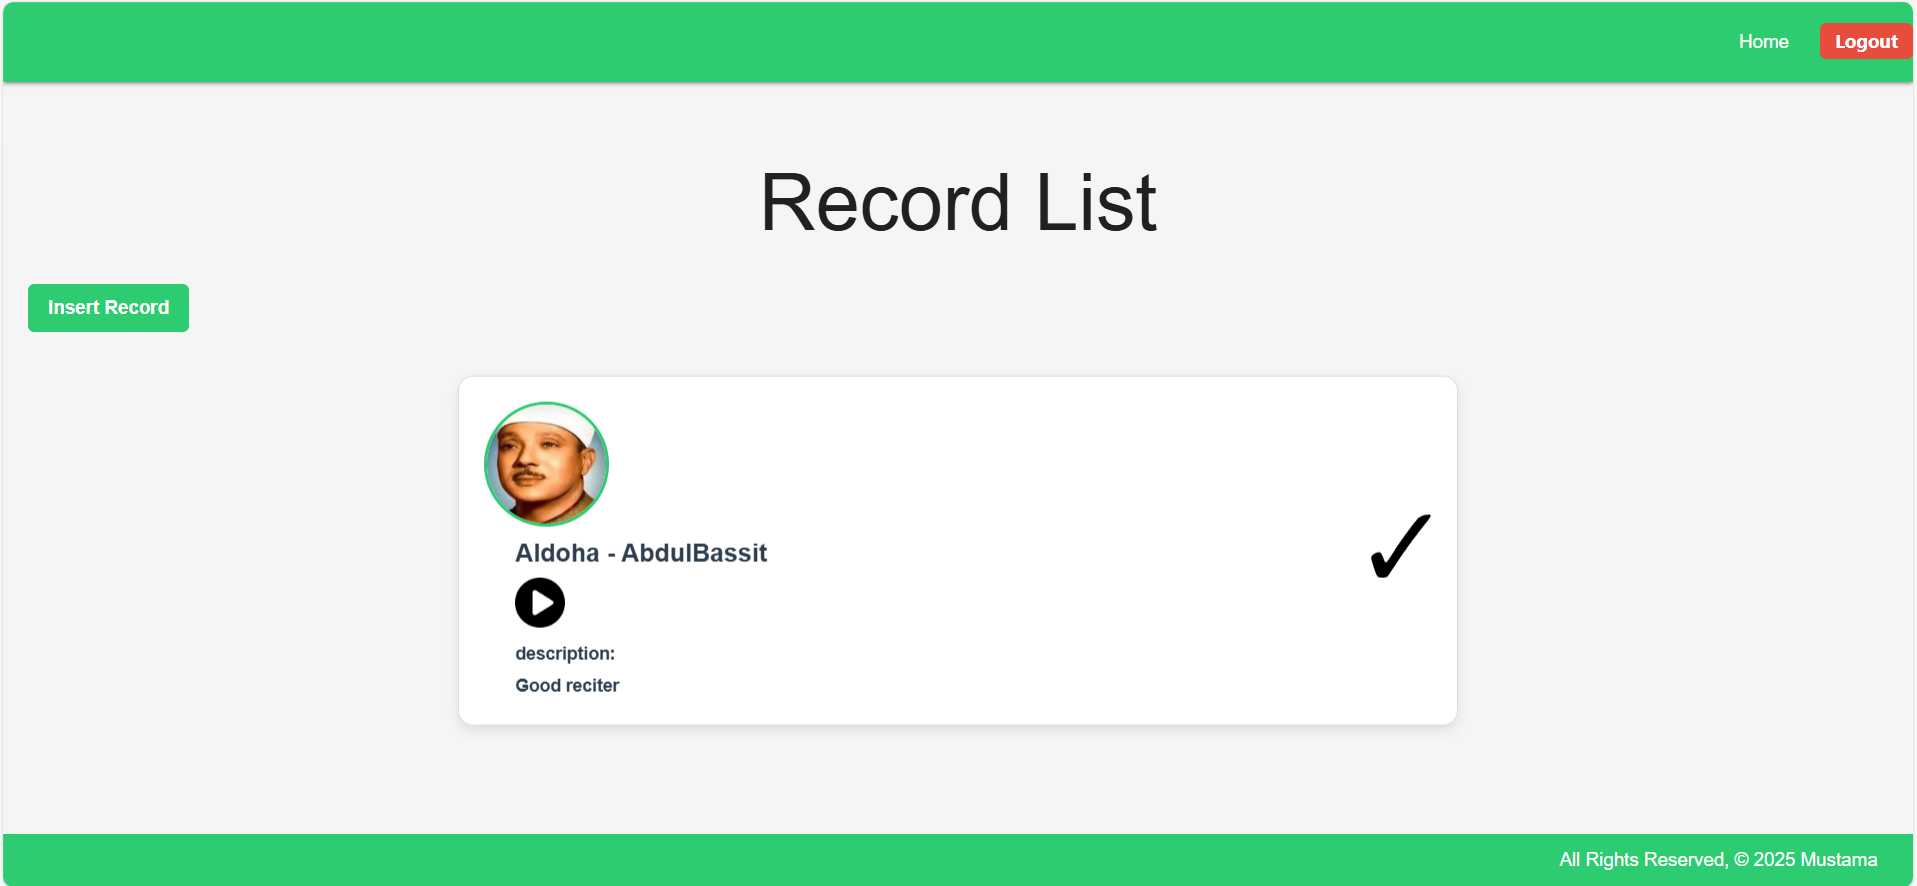 Home
Logout
Record List
Insert Record
Aldoha - AbdulBassit
description:
Good reciter
All Rights Reserved, © 2025 Mustama